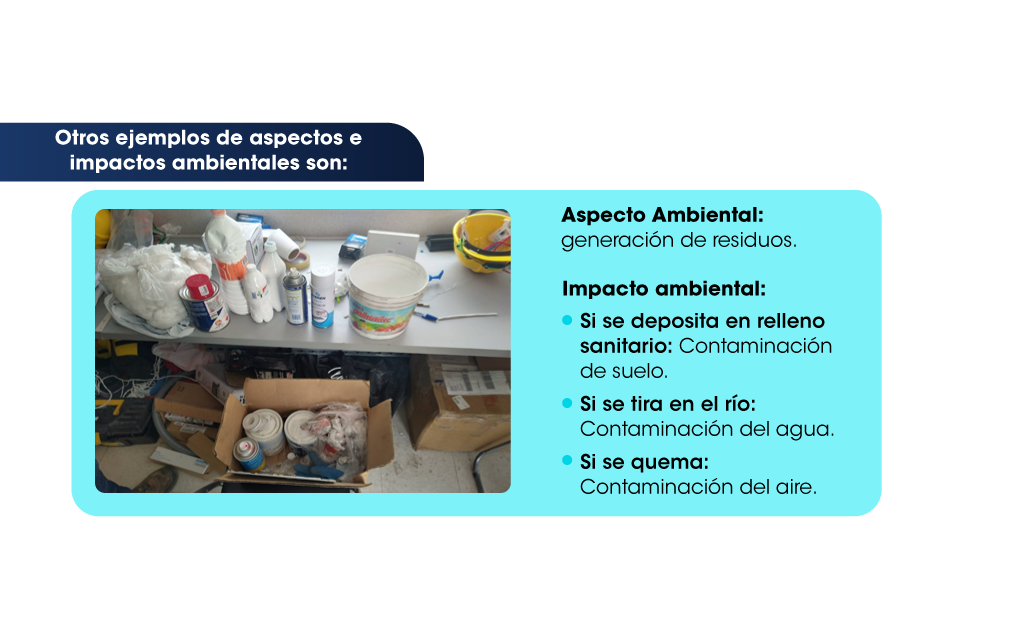 Otros ejemplos de aspectos e
impactos ambientales son:
Aspecto Ambiental:
generación de residuos.
Impacto ambiental:
Si se deposita en relleno
sanitario: Contaminación
de suelo.
Si se tira en el río:
Contaminación del agua.
Si se quema:
Contaminación del aire.